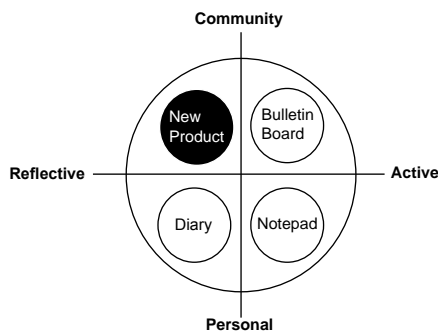 Community
New
Product
Bulletin
Board
Reflective
Active
Diary
Notepad
Personal